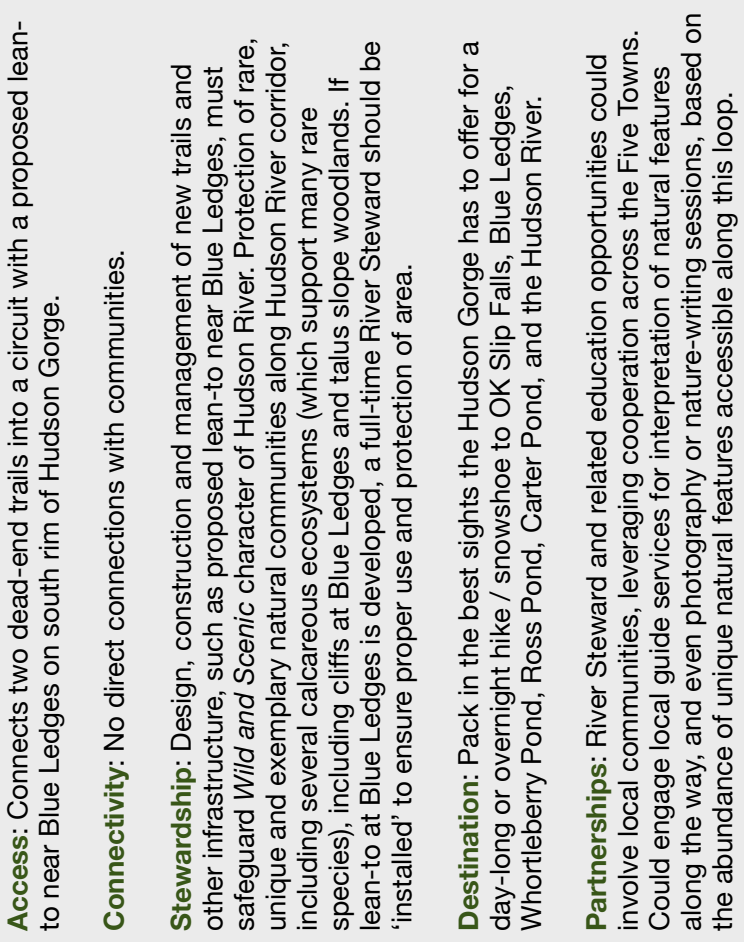 Access: Connects two dead-end trails into a circuit with a proposed lean-
to near Blue Ledges on south rim of Hudson Gorge.
Connectivity: No direct connections with communities.
Stewardship: Design, construction and management of new trails and
other infrastructure, such as proposed lean-to near Blue Ledges, must
safeguard Wild and Scenic character of Hudson River. Protection of rare,
unique and exemplary natural communities along Hudson River corridor,
including several calcareous ecosystems (which support many rare
species), including cliffs at Blue Ledges and talus slope woodlands. If
lean-to at Blue Ledges is developed, a full-time River Steward should be
‘installed’ to ensure proper use and protection of area.
Destination: Pack in the best sights the Hudson Gorge has to offer for a
day-long or overnight hike / snowshoe to OK Slip Falls, Blue Ledges,
Whortleberry Pond, Ross Pond, Carter Pond, and the Hudson River.
Partnerships: River Steward and related education opportunities could
involve local communities, leveraging cooperation across the Five Towns.
Could engage local guide services for interpretation of natural features
along the way, and even photography or nature-writing sessions, based on
the abundance of unique natural features accessible along this loop.